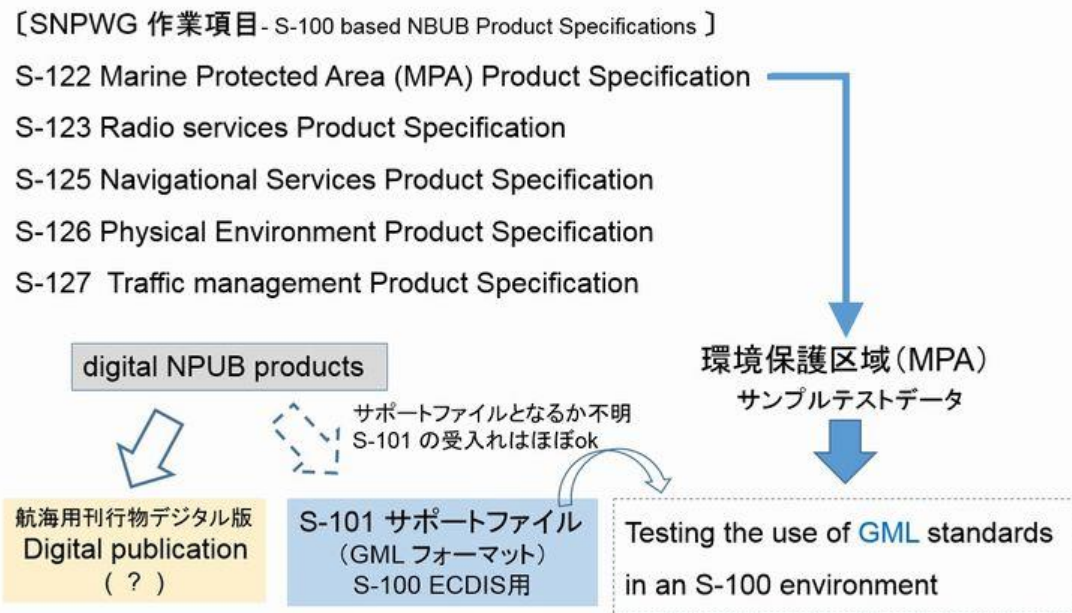 〔SNPWG 作業項目- S-100 based NBUB Product Specifications 〕
S-122 Marine Protected Area (MPA) Product Specification
S-123 Radio services Product Specification
S-125 Navigational Services Product Specification
S-126 Physical Environment Product Specification
S-127 Traffic management Product Specification
digital NPUB products
環境保護区域(MPA)
サンプルテストデータ
サポートファイルとなるか不明
S-101 の受入れはほぼok
航海用刊行物デジタル版
Digital publication
( ? )
S-101 サポートファイル
(GML フォーマット)
S-100 ECDIS用
Testing the use of GML standards
in an S-100 environment